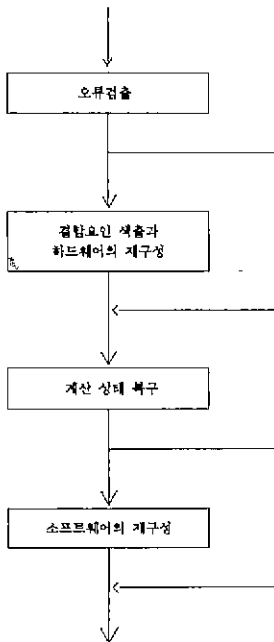 오류검출
결함요인 색출과
하드웨어의 재구성
계산 상태 복구
소프트웨어의 재구성